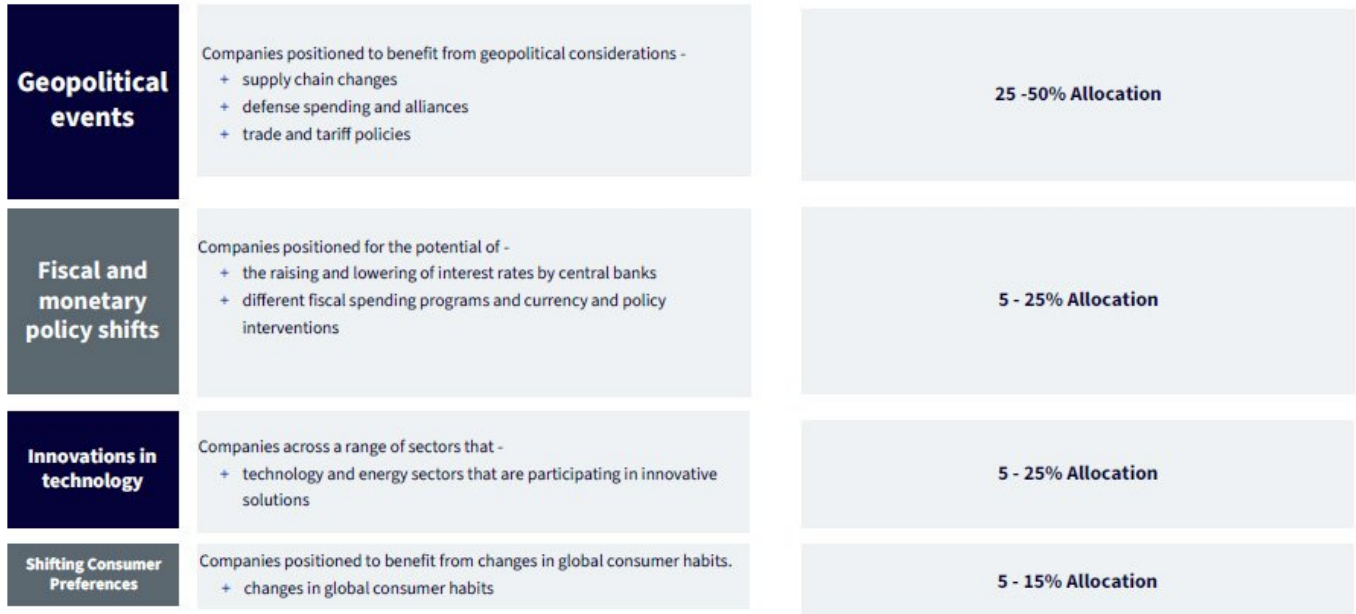 Geopolitical
events
Companies positioned to benefit from geopolitical considerations -
+ supply chain changes
+ defense spending and alliances
+ trade and tariff policies
25 -50% Allocation
Fiscal and
monetary
policy shifts
Companies positioned for the potential of -
+ the raising and lowering of interest rates by central banks
+ different fiscal spending programs and currency and policy
interventions
5 - 25% Allocation
Innovations in
technology
Companies across a range of sectors that -
+ technology and energy sectors that are participating in innovative
solutions
5 - 25% Allocation
Shifting Consumer
Preferences
Companies positioned to benefit from changes in global consumer habits.
+ changes in global consumer habits
5 - 15% Allocation